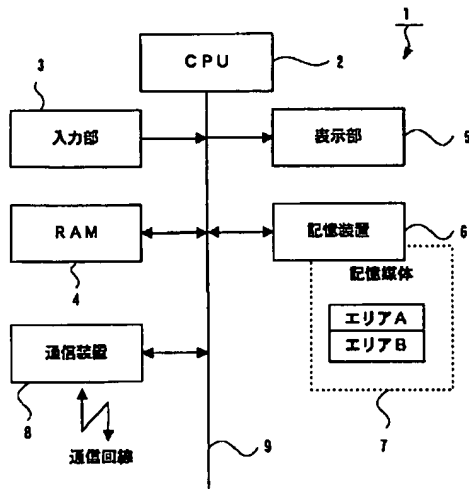 1
CPU
2
3
入力部
表示部
5
RAM
4
記憶装置
6
記憶媒体
エリアA
エリアB
7
通信装置
8
通信回線
9